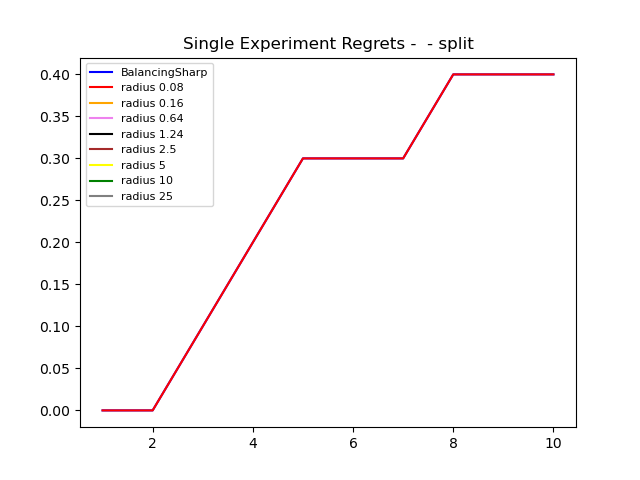 Single Experiment Regrets -  - split
BalancingSharp
radius 0.08
radius 0.16
radius 0.64
radius 1.24
radius 2.5
radius 5
radius 10
radius 25
0.40
0.35
0.30
0.25
0.20
0.15
0.10
0.05
0.00
2 4 6 8 10